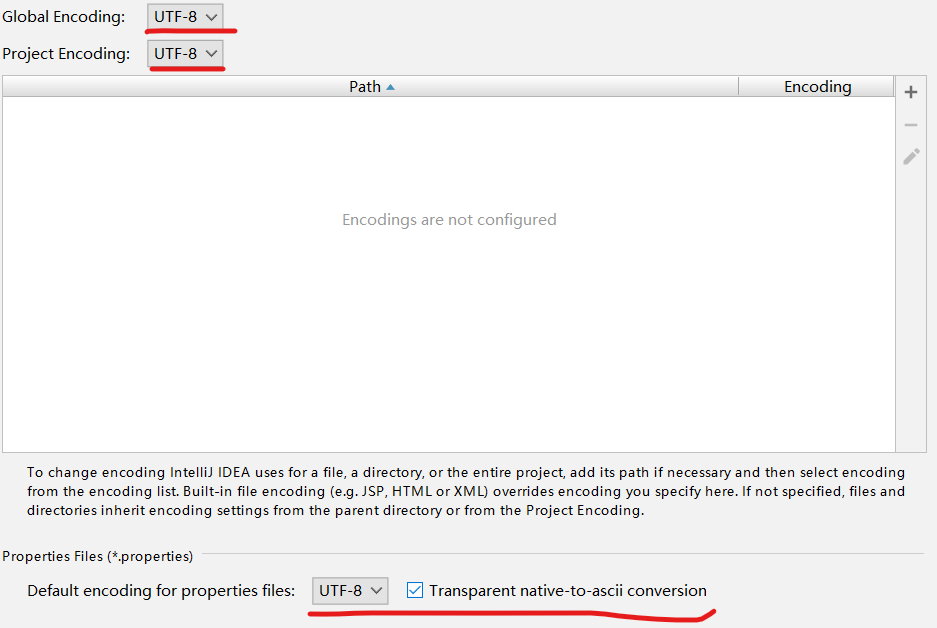 Global Encoding: UTF-8
Project Encoding: UTF-8
Path Encoding
Encodings are not configured
To change encoding IntelliJ IDEA uses for a file, a directory, or the entire project, add its path if necessary and then select encoding
from the encoding list. Built-in file encoding (e.g. JSP, HTML or XML) overrides encoding you specify here. If not specified, files and
directories inherit encoding settings from the parent directory or from the Project Encoding.
Properties Files (*.properties)
Default encoding for properties files: UTF-8 Transparent native-to-ascii conversion